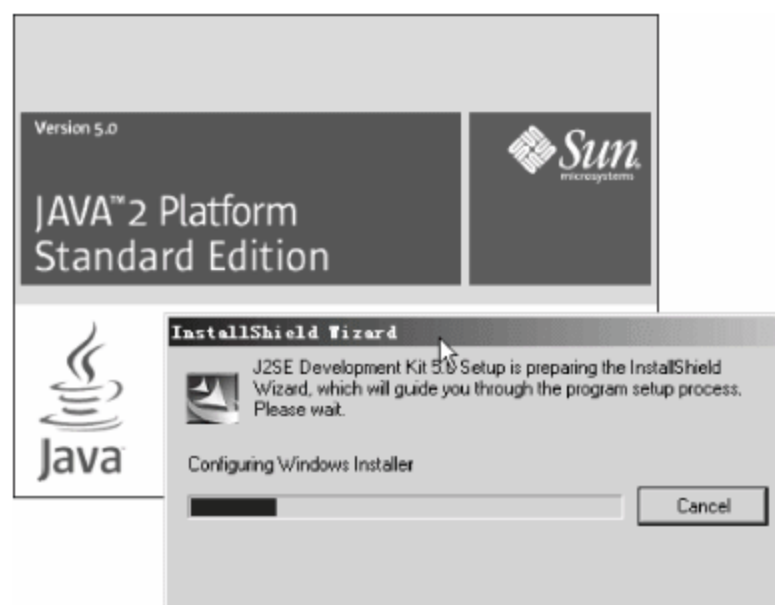 Version 5.0
Sun
microsystems
JAVA™2 Platform
Standard Edition
Java
InstallShield Wizard
J2SE Development Kit 5.0 Setup is preparing the InstallShield
Wizard, which will guide you through the program setup process.
Please wait.
Configuring Windows Installer
Cancel